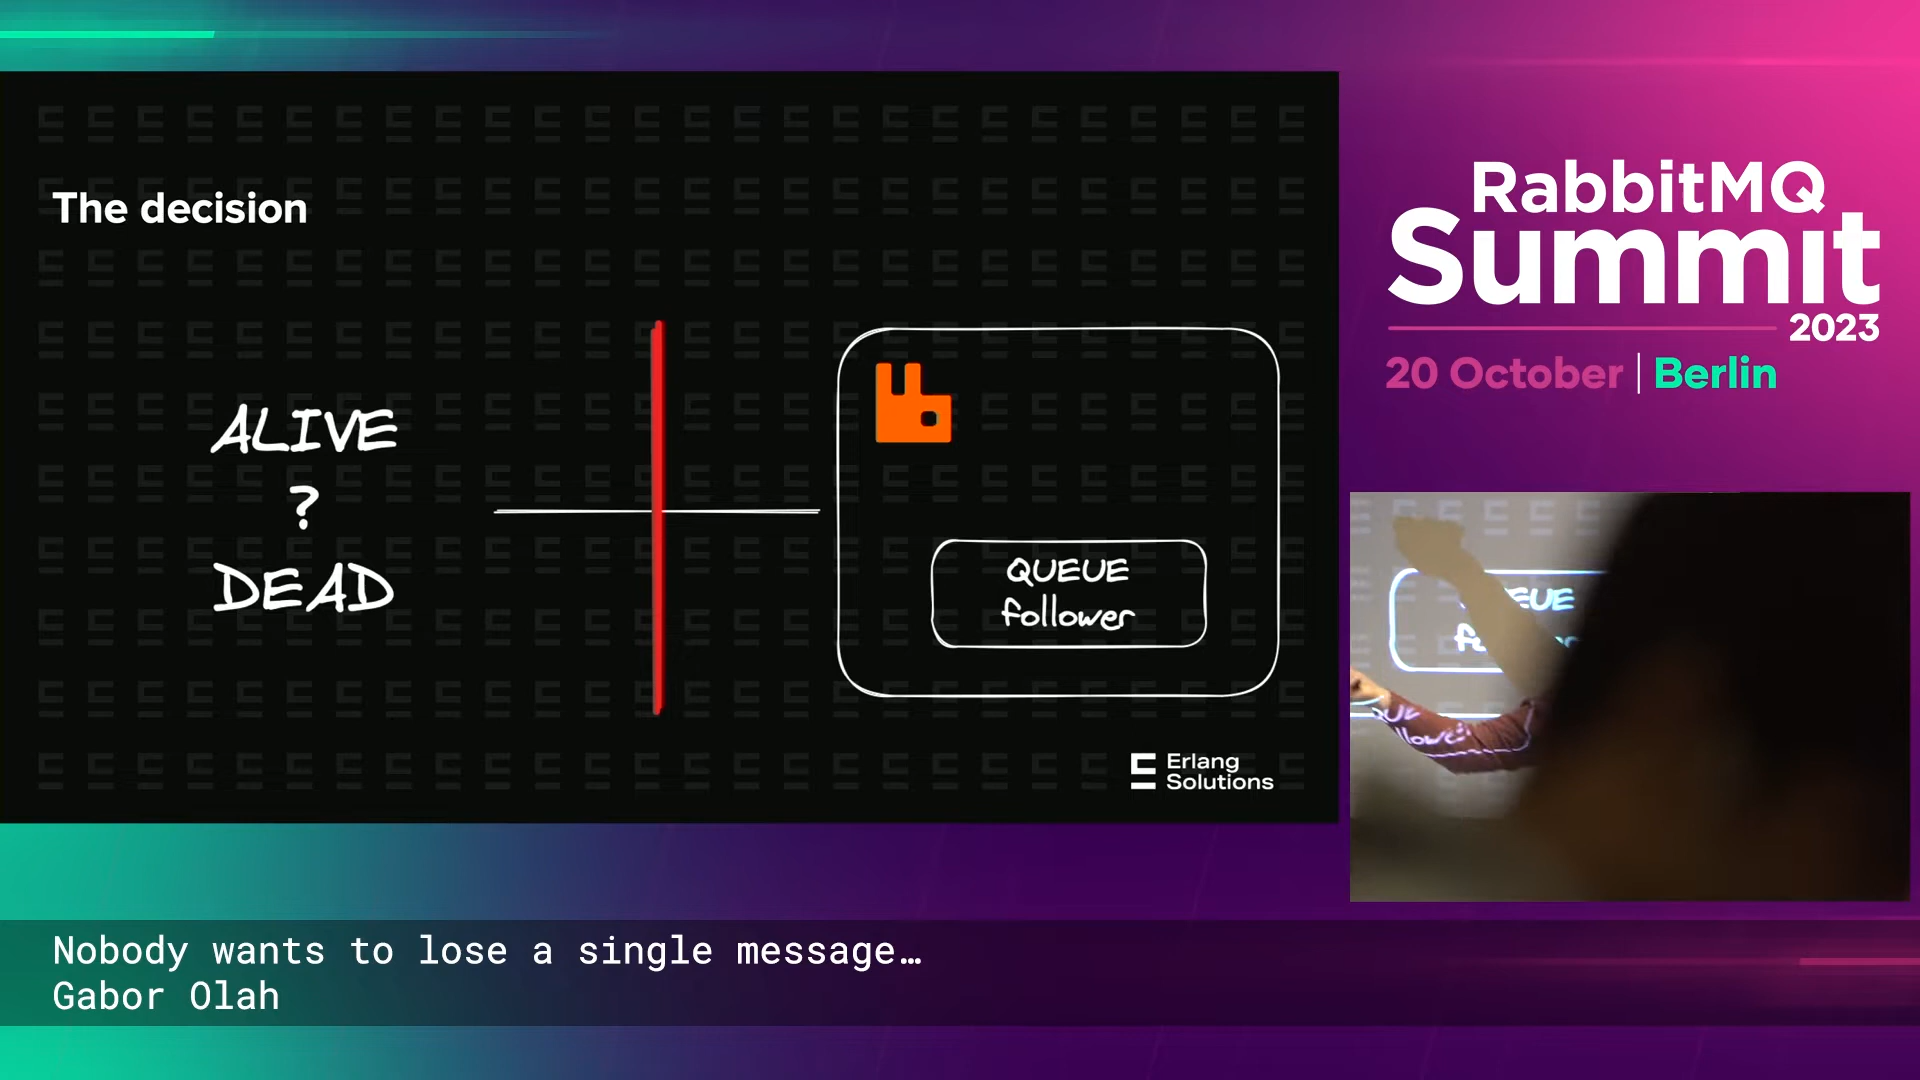 The decision
ALIVE
?
DEAD
QUEUE
follower
Erlang
Solutions
RabbitMQ
Summit
2023
20 October | Berlin
Nobody wants to lose a single message…
Gabor Olah